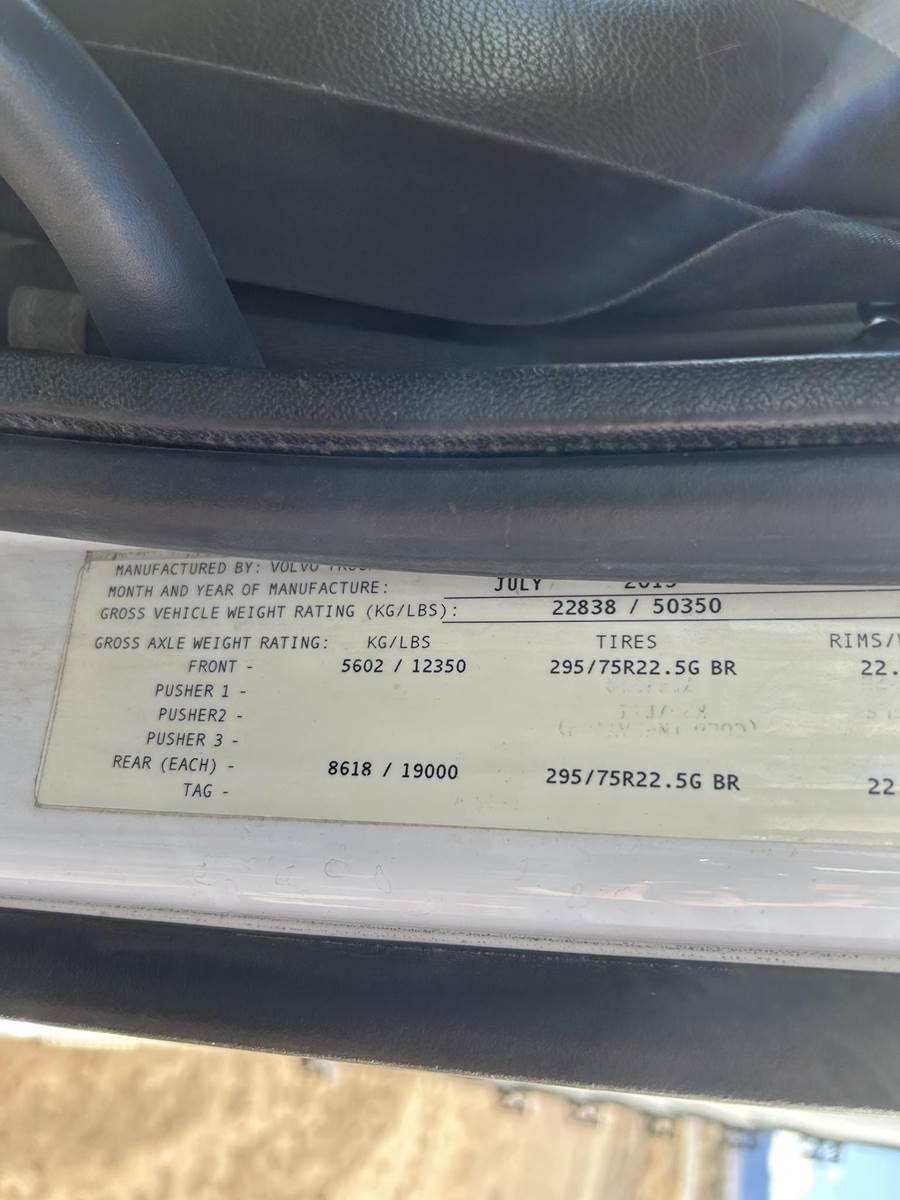 MANUFACTURED BY: VOLVO
MONTH AND YEAR OF MANUFACTURE: JULY
GROSS VEHICLE WEIGHT RATING (KG/LBS): 22838 / 50350
GROSS AXLE WEIGHT RATING: KG/LBS TIRES RIMS/
FRONT - 5602 / 12350 295/75R22.5G BR 22.
PUSHER 1 -
PUSHER2 -
PUSHER 3 -
REAR (EACH) - 8618 / 19000 295/75R22.5G BR 22
TAG -